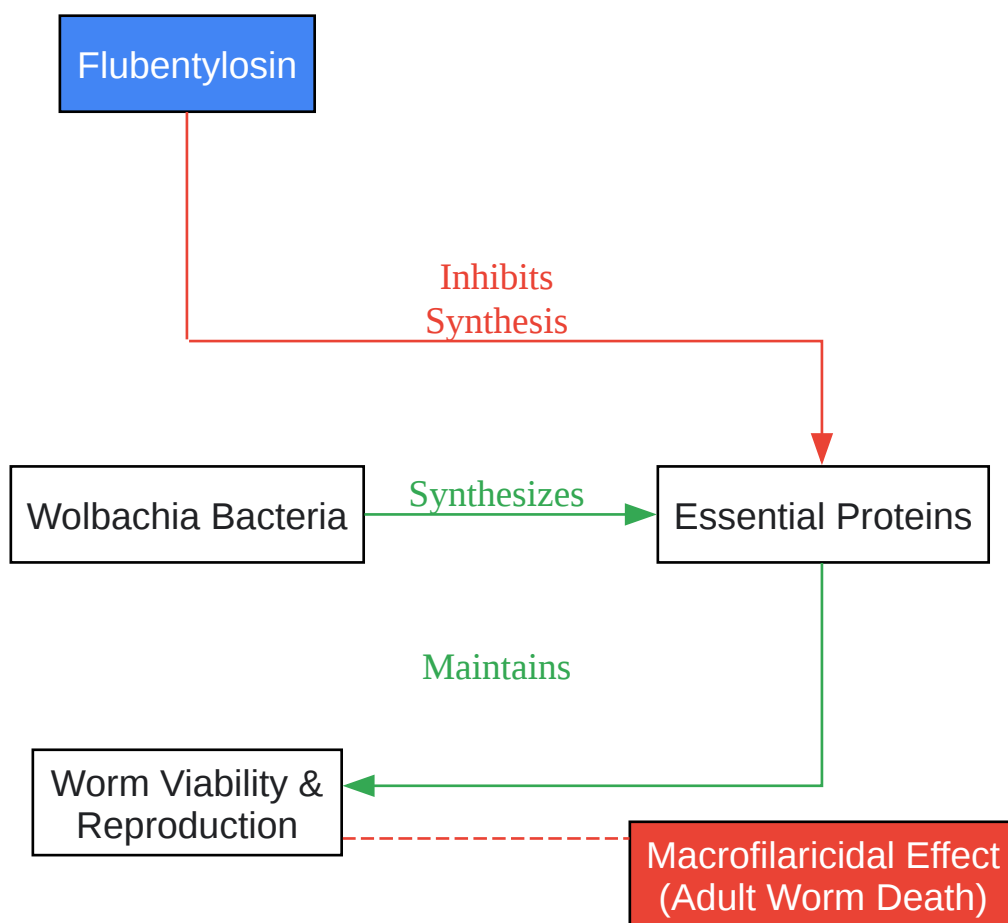 Flubentylosin
Inhibits
Synthesis
Wolbachia Bacteria
Synthesizes
Essential Proteins
Maintains
Worm Viability &
Reproduction
Macrofilaricidal Effect
(Adult Worm Death)